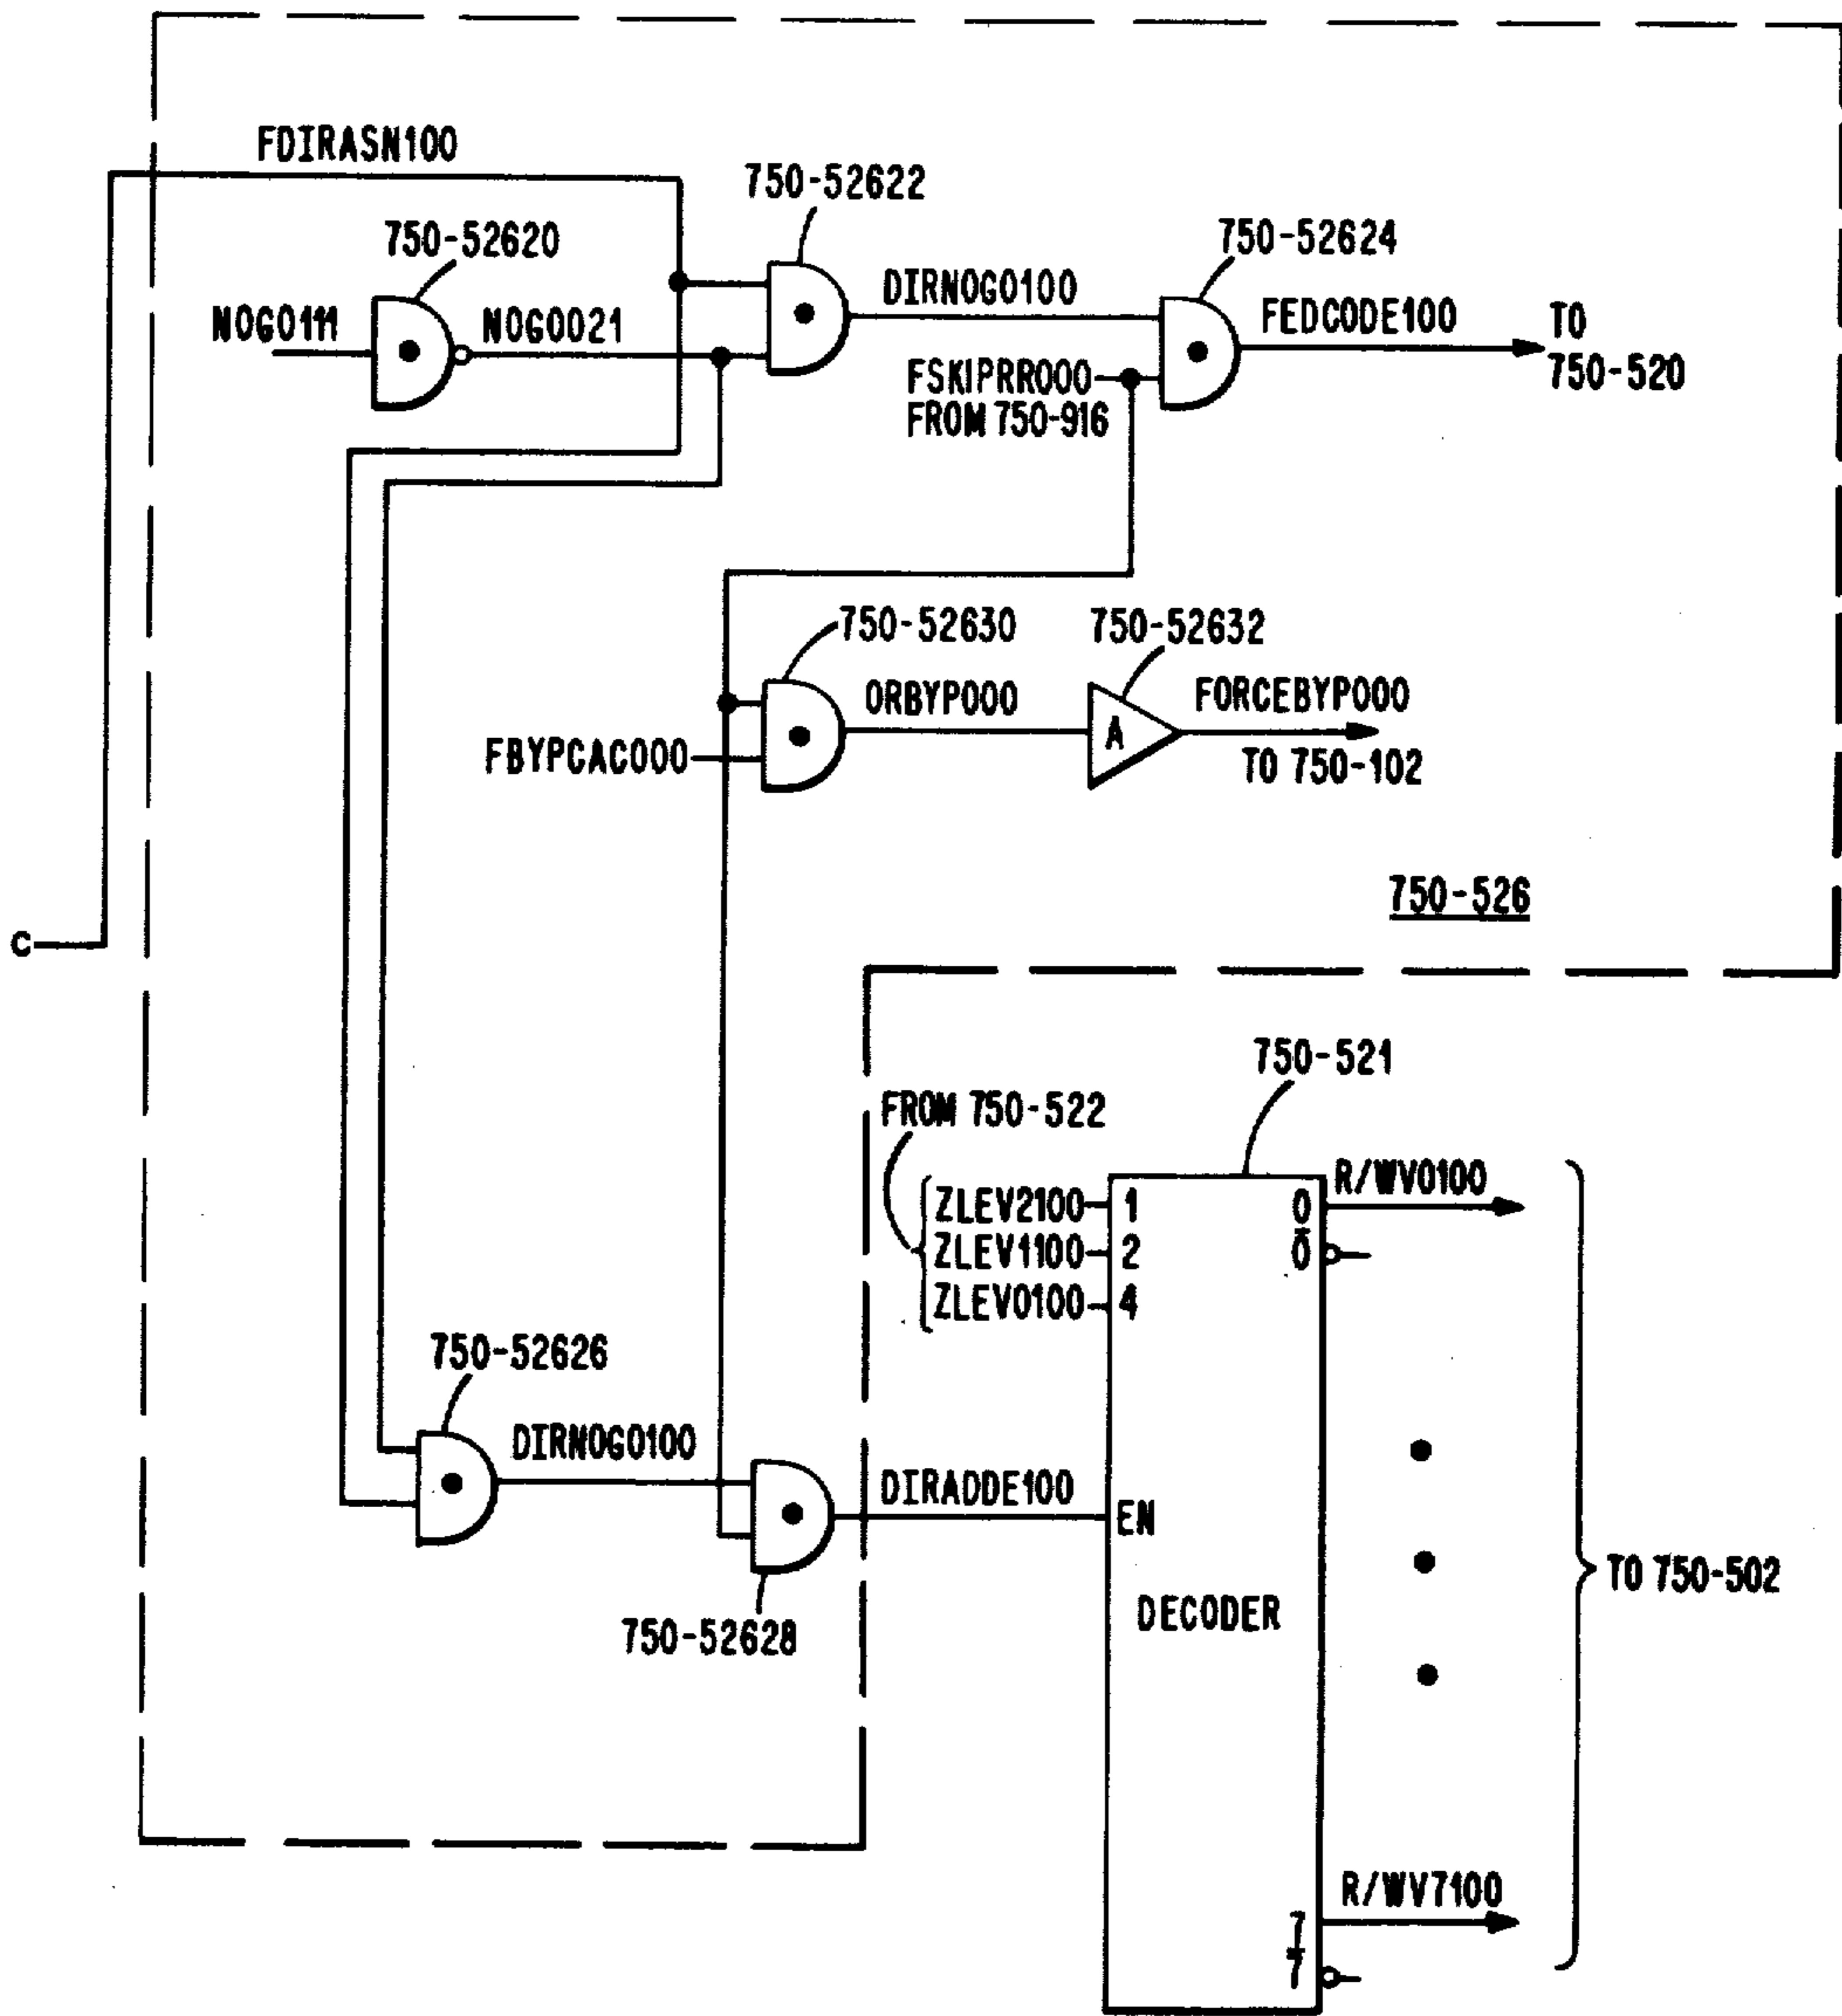 FDIRASN100
750-52622
750-52620
750-52624
NOGO111
NOGO021
DIRNOGO100
FEDCODE100
TO
750-520
FSKIPRR000
FROM 750-916
750-52630
750-52632
ORBYP000
FORCEBYP000
FBYPCAC000
TO 750-102
750-526
C
750-521
FROM 750-522
R/WV0100
ZLEV2100
1
0
ZLEV1100
2
0
ZLEV0100
4
A
750-52626
DIRNOGO100
DIRADDE100
EN
TO 750-502
DECODER
750-52628
R/WV7100
7
7